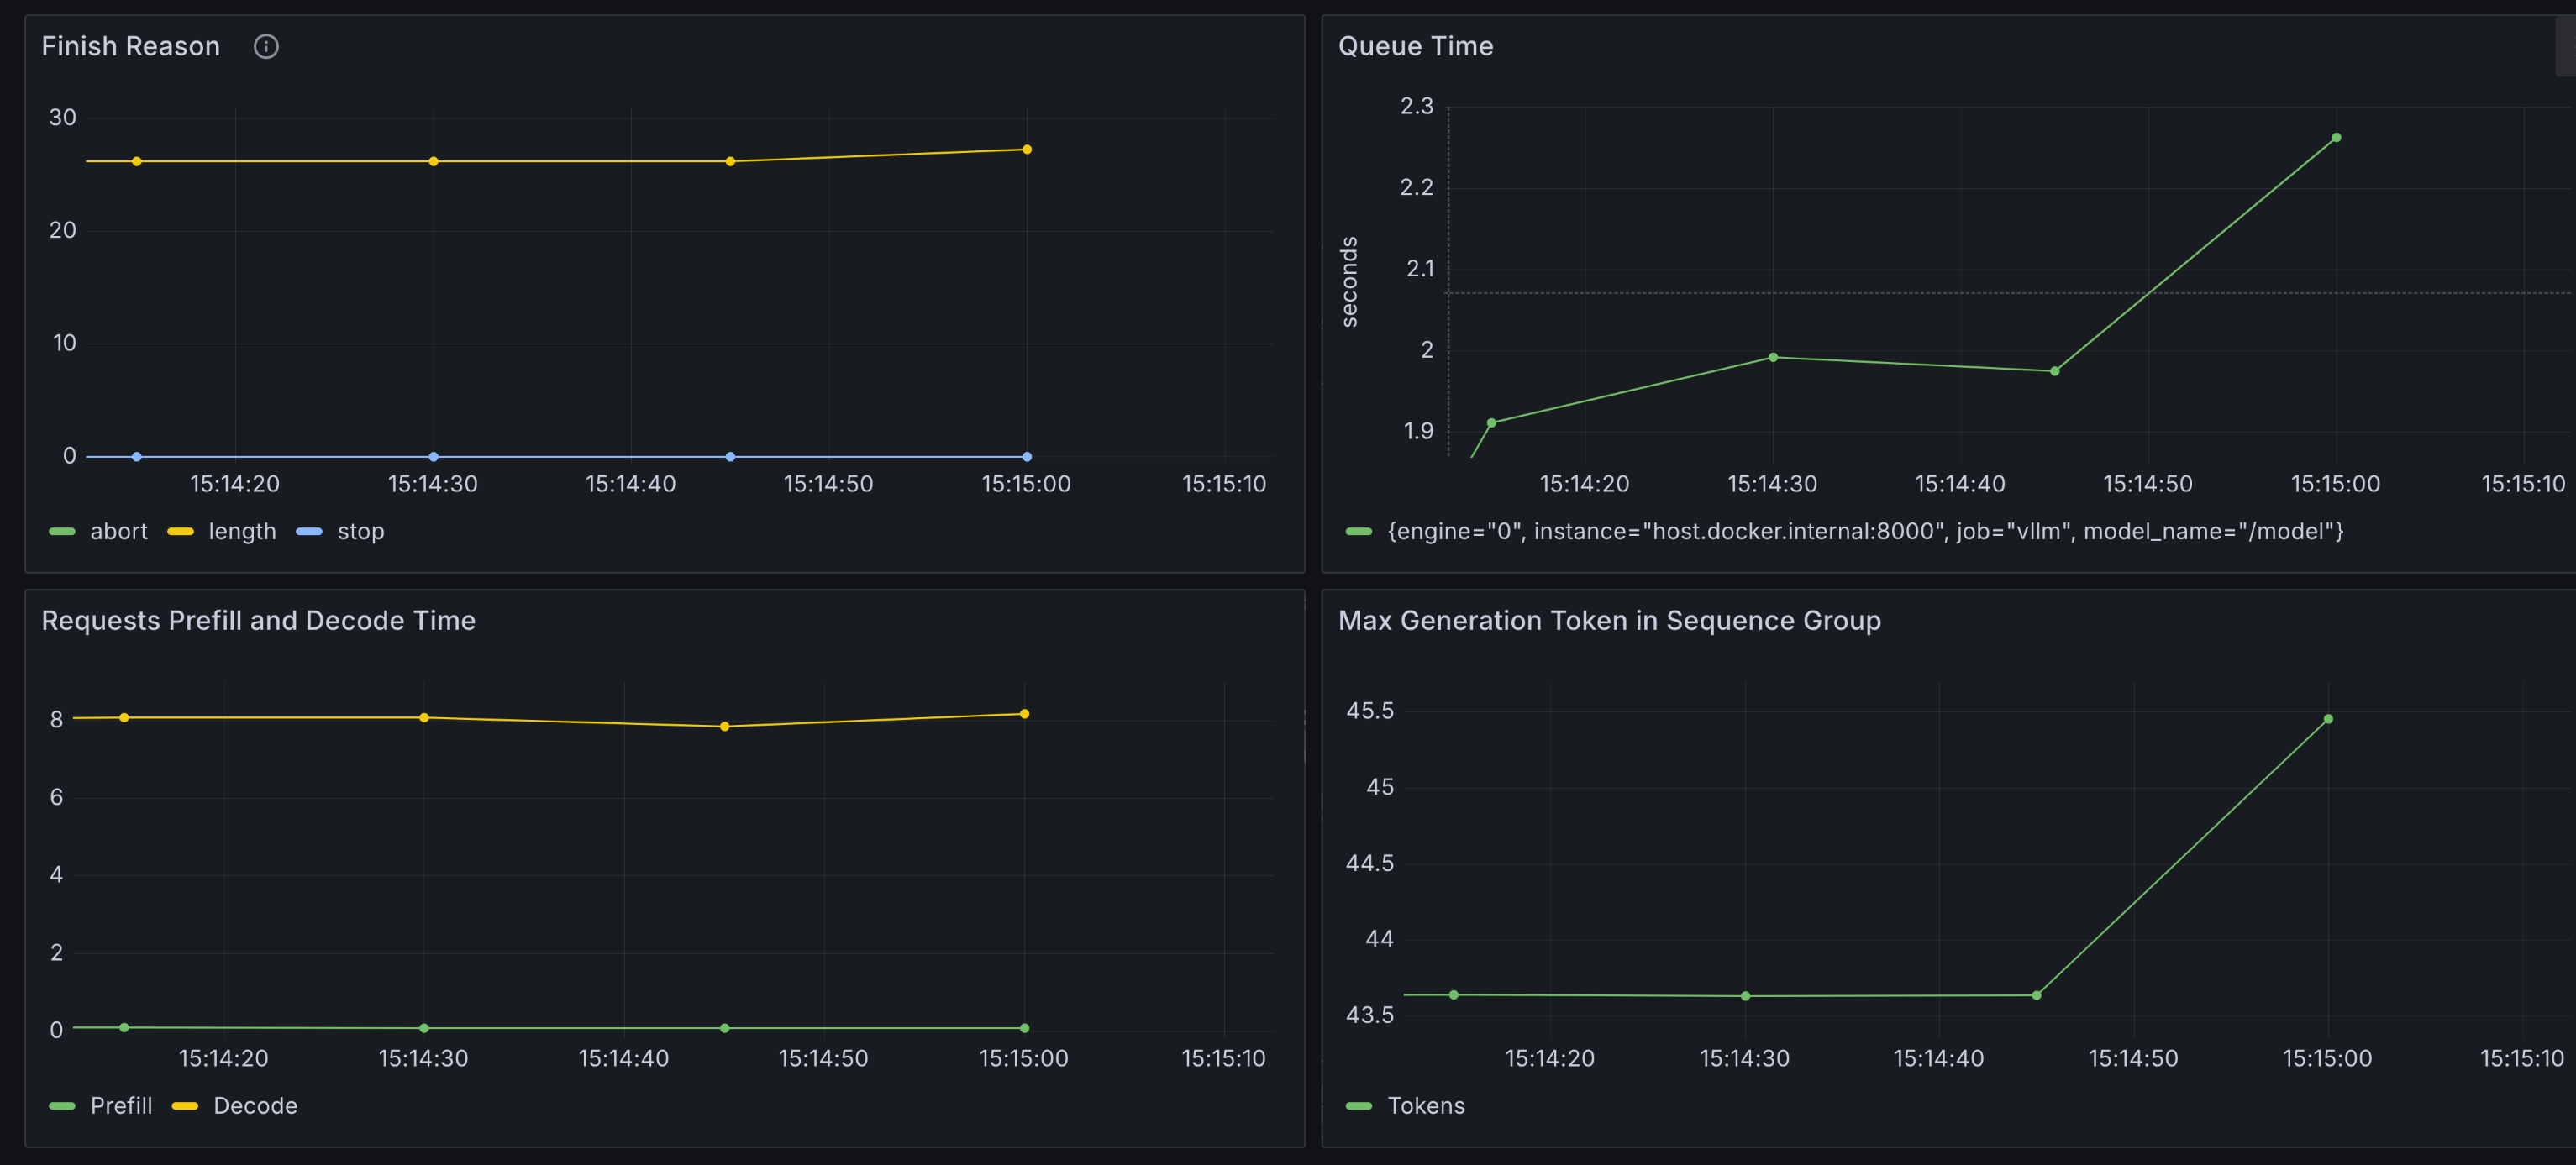 Finish Reason
30
20
10
0
15:14:20 15:14:30 15:14:40 15:14:50 15:15:00 15:15:10
abort length stop
Queue Time
seconds
2.3
2.2
2.1
2
1.9
15:14:20 15:14:30 15:14:40 15:14:50 15:15:00 15:15:10
{engine="0", instance="host.docker.internal:8000", job="vllm", model_name="/model"}
Requests Prefill and Decode Time
8
6
4
2
0
15:14:20 15:14:30 15:14:40 15:14:50 15:15:00 15:15:10
Prefill Decode
Max Generation Token in Sequence Group
45.5
45
44.5
44
43.5
15:14:20 15:14:30 15:14:40 15:14:50 15:15:00 15:15:10
Tokens